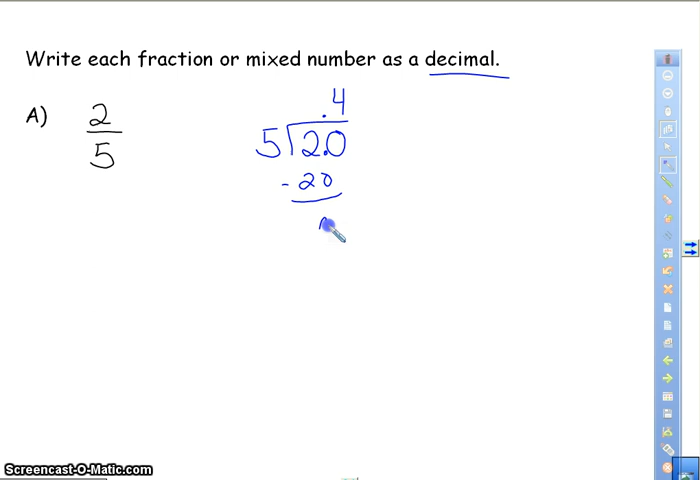 Write each fraction or mixed number as a decimal.
A) 2
5
.4
5 2.0
- 20
Screencast-O-Matic.com